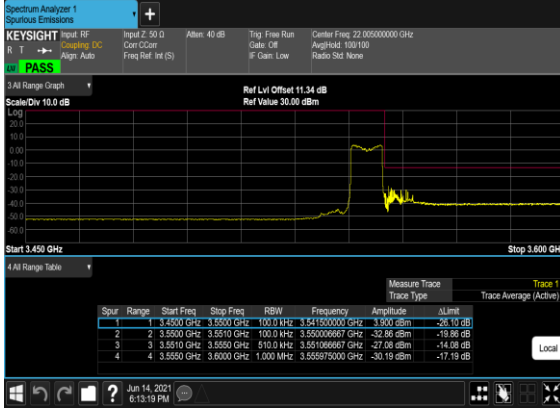 Spectrum Analyzer 1
Spurious Emissions
+
KEYSIGHT Input: RF Input Z: 50 Ω Atten: 40 dB Trig: Free Run Center Freq: 22.005000000 GHz
R T Coupling: DC Corr CCorr Gate: Off Avg|Hold: 100/100
Align: Auto Freq Ref: Int (S) IF Gain: Low Radio Std: None
LXI PASS
3 All Range Graph
Ref Lvl Offset 11.34 dB
Scale/Div 10.0 dB Ref Value 30.00 dBm
Log
20.0
10.0
0.00
-10.0
-20.0
-30.0
-40.0
-50.0
-60.0
Start 3.450 GHz Stop 3.600 GH
4 All Range Table
Measure Trace Trace 1
Trace Type Trace Average (Active)
Spur Range Start Freq Stop Freq RBW Frequency Amplitude ΔLimit
1 1 3.4500 GHz 3.5500 GHz 100.0 kHz 3.541500000 GHz 3.900 dBm -26.10 dB
2 2 3.5500 GHz 3.5510 GHz 100.0 kHz 3.550006667 GHz -32.86 dBm -19.86 dB
3 3 3.5510 GHz 3.5550 GHz 510.0 kHz 3.551066667 GHz -27.08 dBm -14.08 dB
4 4 3.5550 GHz 3.6000 GHz 1.000 MHz 3.555975000 GHz -30.19 dBm -17.19 dB
Local
? Jun 14, 2021
6:13:19 PM